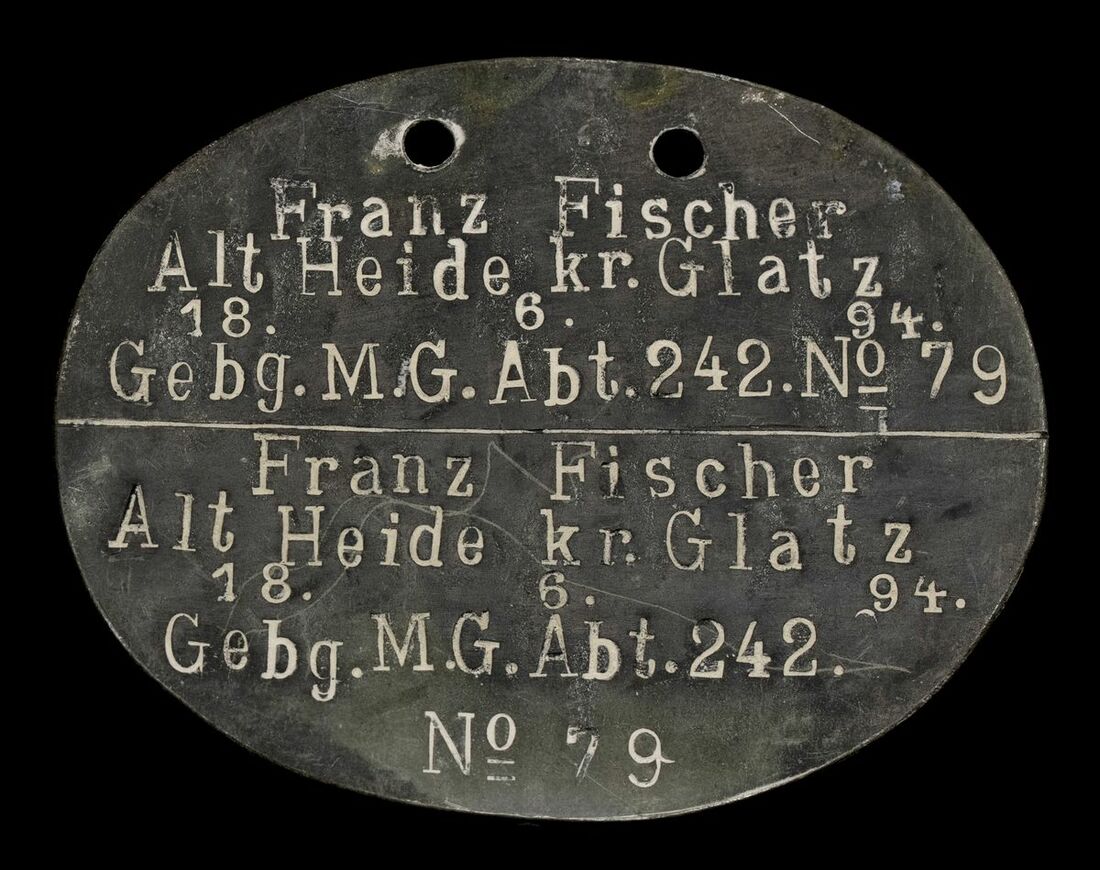 Franz Fischer
Alt Heide kr. Glatz
18. 6. 94.
Gebg. M.G. Abt. 242. No 79
Franz Fischer
Alt Heide kr. Glatz
18. 6. 94.
Gebg. M.G. Abt. 242.
No 79